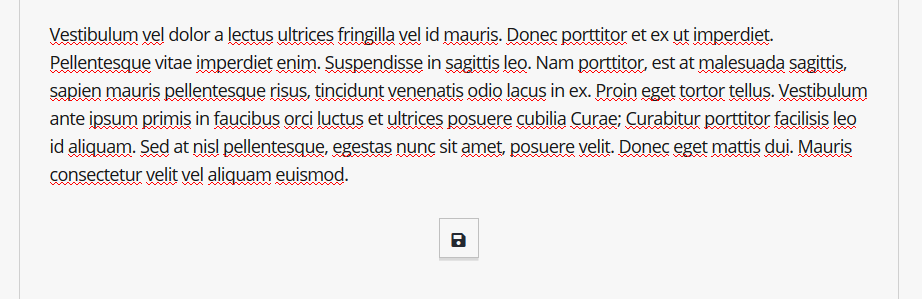 Vestibulum vel dolor a lectus ultrices fringilla vel id mauris. Donec porttitor et ex ut imperdiet.
Pellentesque vitae imperdiet enim. Suspendisse in sagittis leo. Nam porttitor, est at malesuada sagittis,
sapien mauris pellentesque risus, tincidunt venenatis odio lacus in ex. Proin eget tortor tellus. Vestibulum
ante ipsum primis in faucibus orci luctus et ultrices posuere cubilia Curae; Curabitur porttitor facilisis leo
id aliquam. Sed at nisl pellentesque, egestas nunc sit amet, posuere velit. Donec eget mattis dui. Mauris
consectetur velit vel aliquam euismod.